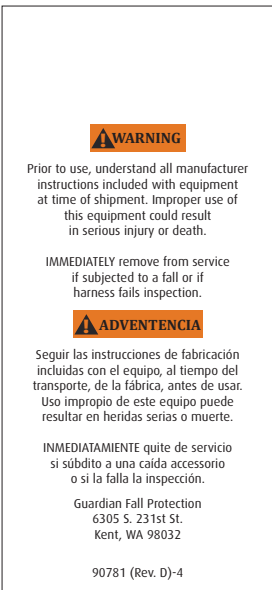 WARNING
Prior to use, understand all manufacturer
instructions included with equipment
at time of shipment. Improper use of
this equipment could result
in serious injury or death.
IMMEDIATELY remove from service
if subjected to a fall or if
harness fails inspection.
ADVENTENCIA
Seguir las instrucciones de fabricación
incluidas con el equipo, al tiempo del
transporte, de la fábrica, antes de usar.
Uso impropio de este equipo puede
resultar en heridas serias o muerte.
INMEDIATAMIENTE quite de servicio
si súbdito a una caída accessorio
o si la falla la inspección.
Guardian Fall Protection
6305 S. 231st St.
Kent, WA 98032
90781 (Rev. D)-4